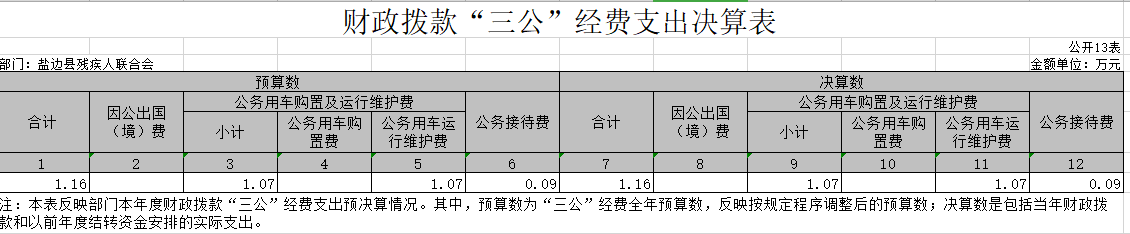 财政拨款“三公”经费支出决算表
公开13表
部门：盐边县残疾人联合会 金额单位：万元
预算数 决算数
合计 因公出国（境）费 公务用车购置及运行维护费 公务接待费 合计 因公出国（境）费 公务用车购置及运行维护费 公务接待费
小计 公务用车购置费 公务用车运行维护费 小计 公务用车购置费 公务用车运行维护费
1 2 3 4 5 6 7 8 9 10 11 12
1.16 1.07 1.07 0.09 1.16 1.07 1.07 0.09
注：本表反映部门本年度财政拨款“三公”经费支出预决算情况。其中，预算数为“三公”经费全年预算数，反映按规定程序调整后的预算数；决算数是包括当年财政拨
款和以前年度结转资金安排的实际支出。